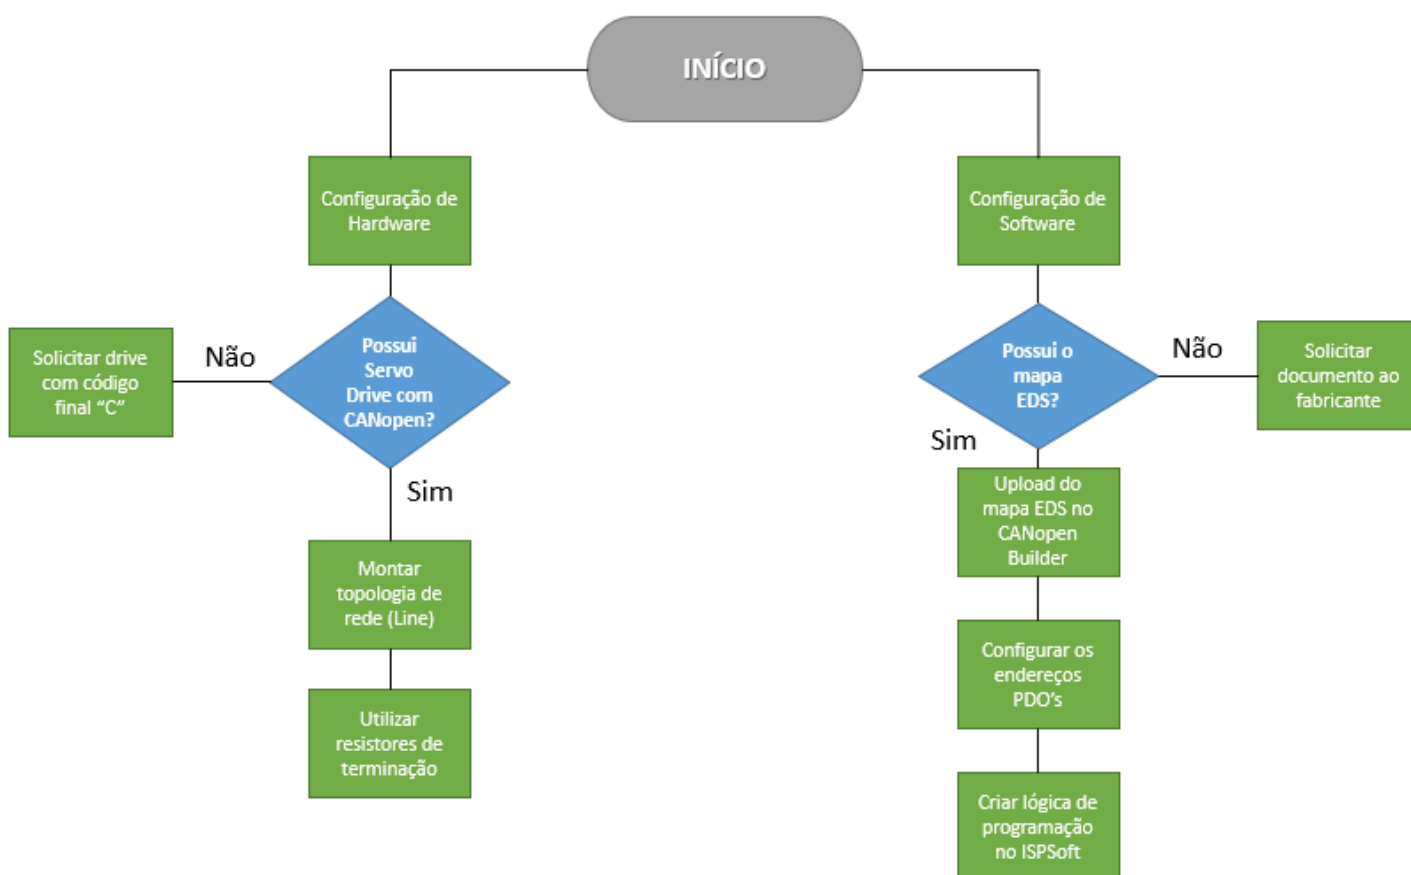 INÍCIO
Configuração de
Hardware
Configuração de
Software
Solicitar drive
com código
final “C”
Não
Possui
Servo
Drive com
CANopen?
Possui o
mapa
EDS?
Não
Solicitar
documento ao
fabricante
Sim
Sim
Montar
topologia de
rede (Line)
Utilizar
resistores de
terminação
Upload do
mapa EDS no
CANopen
Builder
Configurar os
endereços
PDO’s
Criar lógica de
programação
no ISPSoft